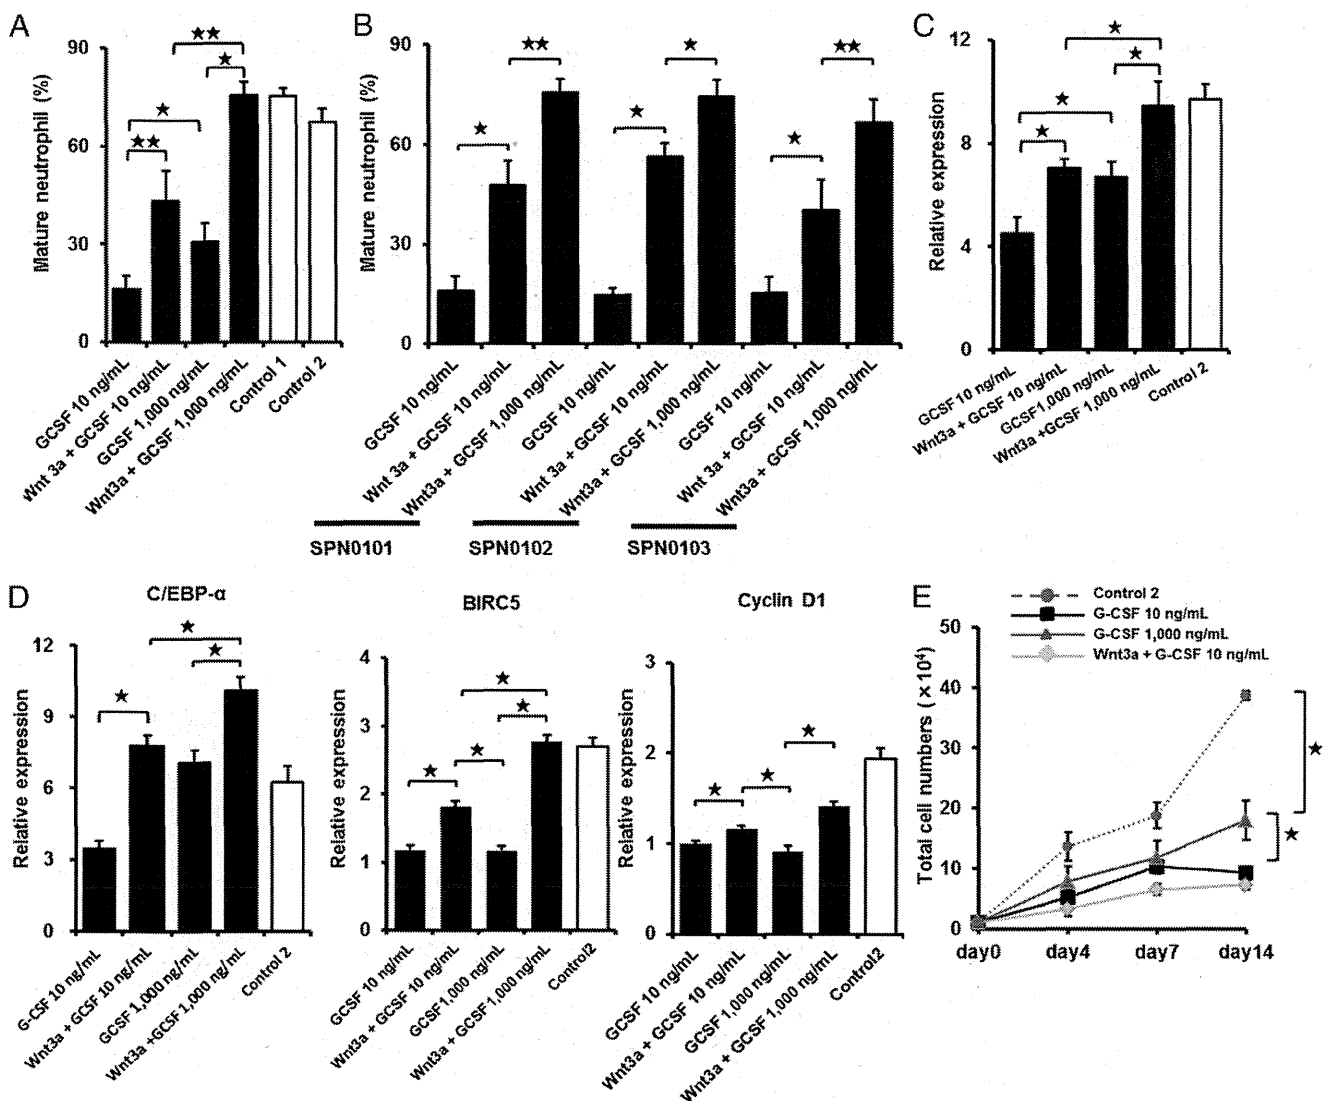 A
Mature neutrophil (%)
90
60
30
0
★★
★
★
★★
GCSF 10 ng/mL
Wnt 3a + GCSF 10 ng/mL
GCSF 1,000 ng/mL
Wnt3a + GCSF 1,000 ng/mL
Control 1
Control 2
B
Mature neutrophil (%)
90
60
30
0
★
★★
★
★
★
★★
GCSF 10 ng/mL
Wnt 3a + GCSF 10 ng/mL
Wnt3a + GCSF 1,000 ng/mL
GCSF 10 ng/mL
Wnt 3a + GCSF 10 ng/mL
Wnt3a + GCSF 1,000 ng/mL
GCSF 10 ng/mL
Wnt 3a + GCSF 10 ng/mL
Wnt3a + GCSF 1,000 ng/mL
SPN0101
SPN0102
SPN0103
C
Relative expression
12
8
4
0
★
★
★
★
GCSF 10 ng/mL
Wnt3a + GCSF 10 ng/mL
GCSF1,000 ng/mL
Wnt3a +GCSF 1,000 ng/mL
Control 2
D
C/EBP-α
Relative expression
12
9
6
3
0
★
★
★
G-CSF 10 ng/mL
Wnt3a + GCSF 10 ng/mL
GCSF 1,000 ng/mL
Wnt3a +GCSF 1,000 ng/mL
Control 2
BIRC5
Relative expression
4
3
2
1
0
★
★
★
★
GCSF 10 ng/mL
Wnt3a + GCSF 10 ng/mL
GCSF1,000 ng/mL
Wnt3a + GCSF1,000 ng/mL
Control2
Cyclin D1
Relative expression
3
2
1
0
★
★
★
GCSF 10 ng/mL
Wnt3a + GCSF 10 ng/mL
GCSF 1,000 ng/mL
Wnt3a + GCSF 1,000 ng/mL
Control2
E
Control 2
G-CSF 10 ng/mL
G-CSF 1,000 ng/mL
Wnt3a + G-CSF 10 ng/mL
Total cell numbers (×10⁴)
50
40
30
20
10
0
★
★
day0
day4
day7
day14